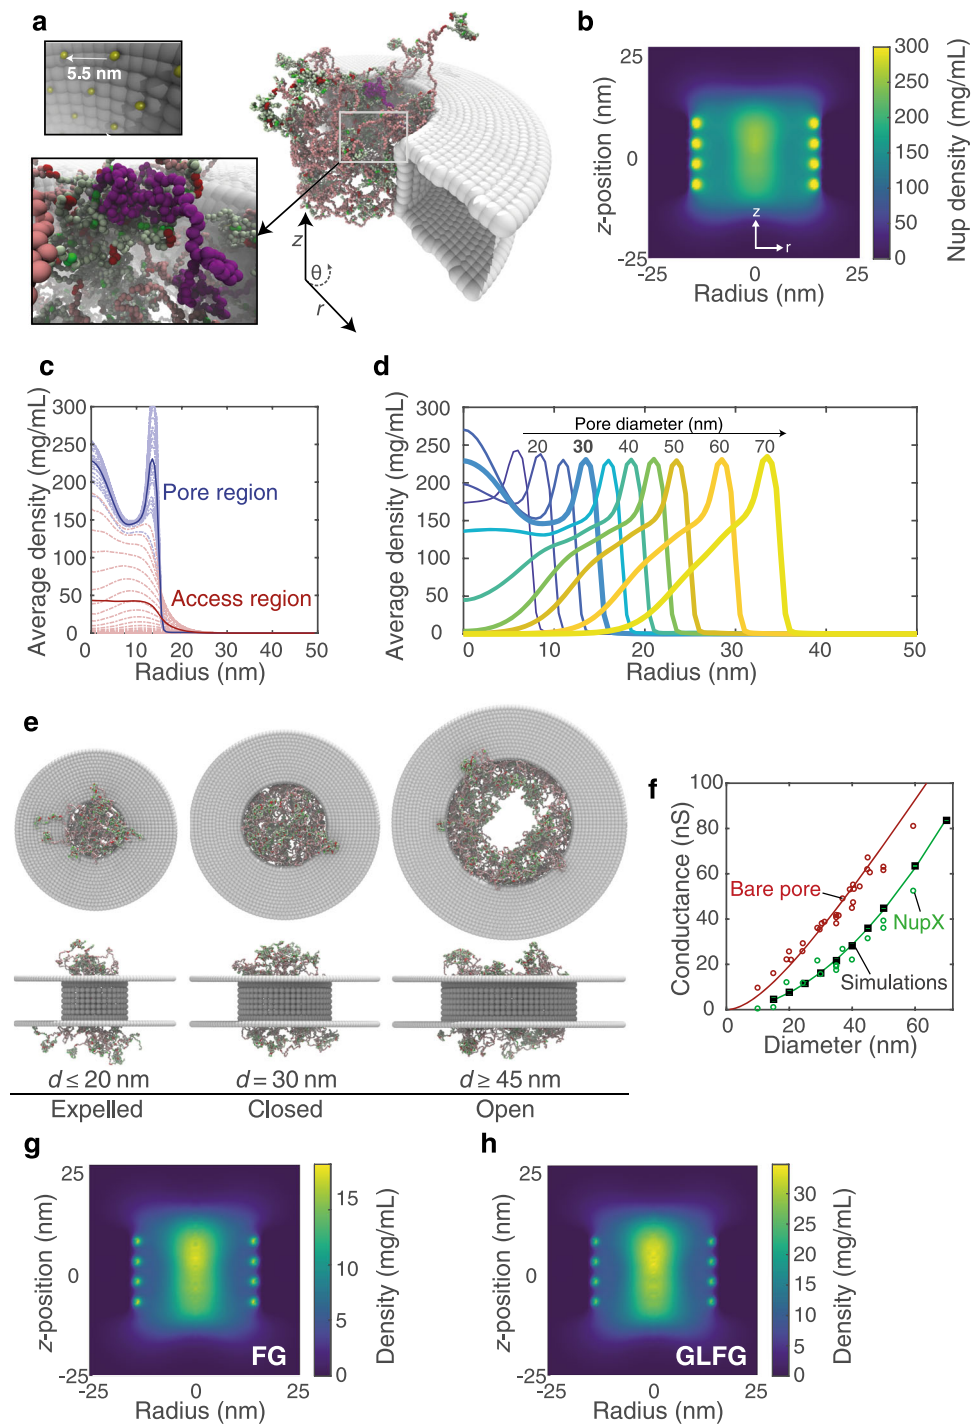 a
5.5 nm
z
θ
r
b
25
0
-25
z-position (nm)
z
r
-25
0
25
Radius (nm)
300
250
200
150
100
50
0
Nup density (mg/mL)
c
300
250
200
150
100
50
0
Average density (mg/mL)
Pore region
Access region
0
10
20
30
40
50
Radius (nm)
d
300
250
200
150
100
50
0
Average density (mg/mL)
Pore diameter (nm)
20
30
40
50
60
70
0
10
20
30
40
50
Radius (nm)
e
d ≤ 20 nm
d = 30 nm
d ≥ 45 nm
Expelled
Closed
Open
f
100
80
60
40
20
0
Conductance (nS)
Bare pore
NupX
Simulations
0
20
40
60
Diameter (nm)
g
25
0
-25
z-position (nm)
FG
-25
0
25
Radius (nm)
15
10
5
0
Density (mg/mL)
h
25
0
-25
z-position (nm)
GLFG
-25
0
25
Radius (nm)
30
25
20
15
10
5
0
Density (mg/mL)